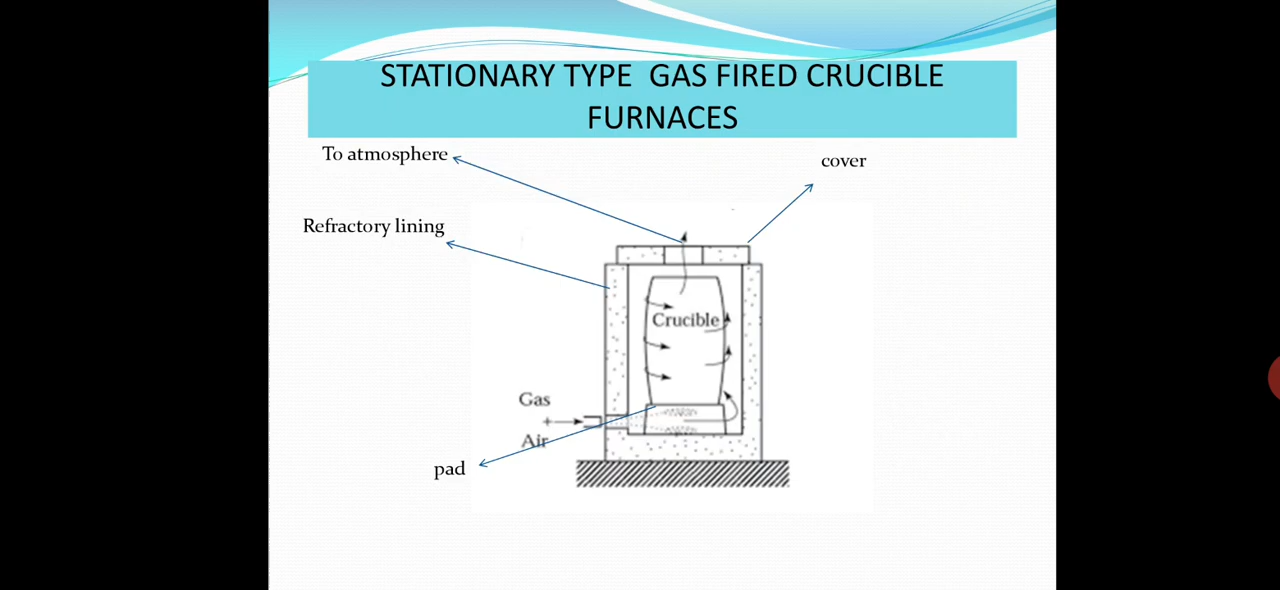 STATIONARY TYPE GAS FIRED CRUCIBLE
FURNACES
To atmosphere
cover
Refractory lining
Crucible
Gas
+
Air
pad